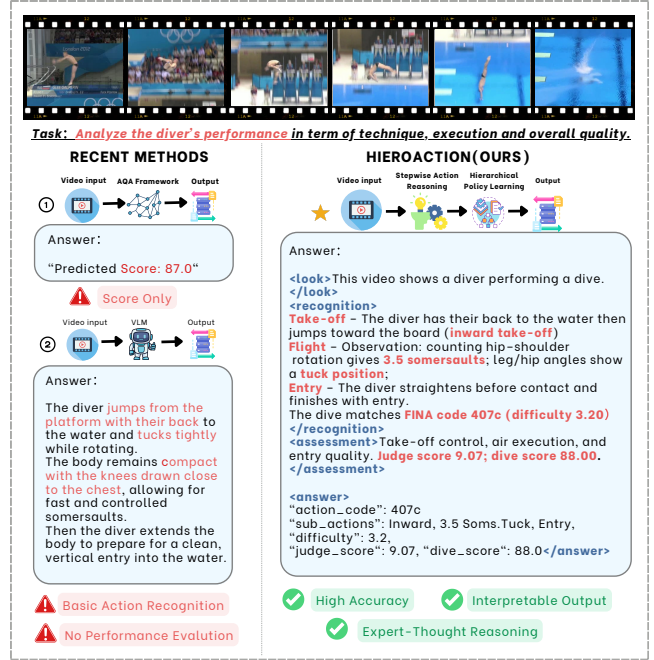 Task: Analyze the diver's performance in term of technique, execution and overall quality.
RECENT METHODS
Video input
AQA Framework
Output
1
Answer:
"Predicted Score: 87.0"
Score Only
Video input
VLM
Output
2
Answer:
The diver jumps from the
platform with their back to
the water and tucks tightly
while rotating.
The body remains compact
with the knees drawn close
to the chest, allowing for
fast and controlled
somersaults.
Then the diver extends the
body to prepare for a clean,
vertical entry into the water.
Basic Action Recognition
No Performance Evalution
HIEROACTION(OURS)
Video input
Stepwise Action
Reasoning
Hierarchical
Policy Learning
Output
Answer:
<look>This video shows a diver performing a dive.
</look>
<recognition>
Take-off – The diver has their back to the water then
jumps toward the board (inward take-off)
Flight – Observation: counting hip-shoulder
rotation gives 3.5 somersaults; leg/hip angles show
a tuck position;
Entry – The diver straightens before contact and
finishes with entry.
The dive matches FINA code 407c (difficulty 3.20)
</recognition>
<assessment>Take-off control, air execution, and
entry quality. Judge score 9.07; dive score 88.00.
</assessment>
<answer>
"action_code": 407c
"sub_actions": Inward, 3.5 Soms.Tuck, Entry,
"difficulty": 3.2,
"judge_score": 9.07, "dive_score": 88.0</answer>
High Accuracy
Interpretable Output
Expert-Thought Reasoning